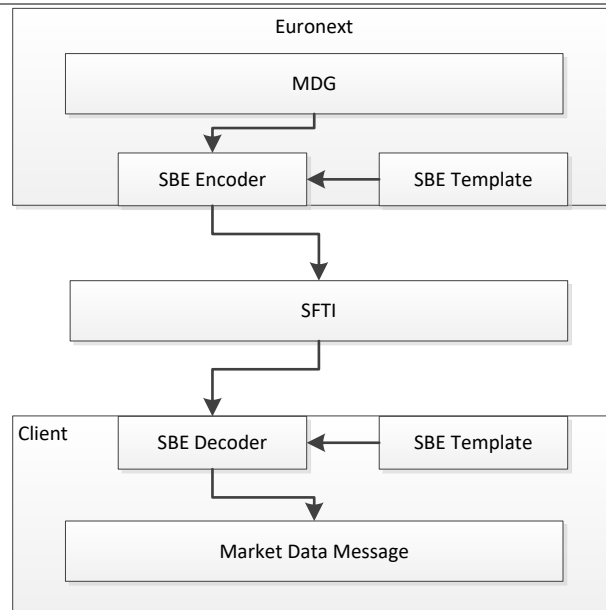 Euronext
MDG
SBE Encoder
SBE Template
SFTI
Client
SBE Decoder
SBE Template
Market Data Message